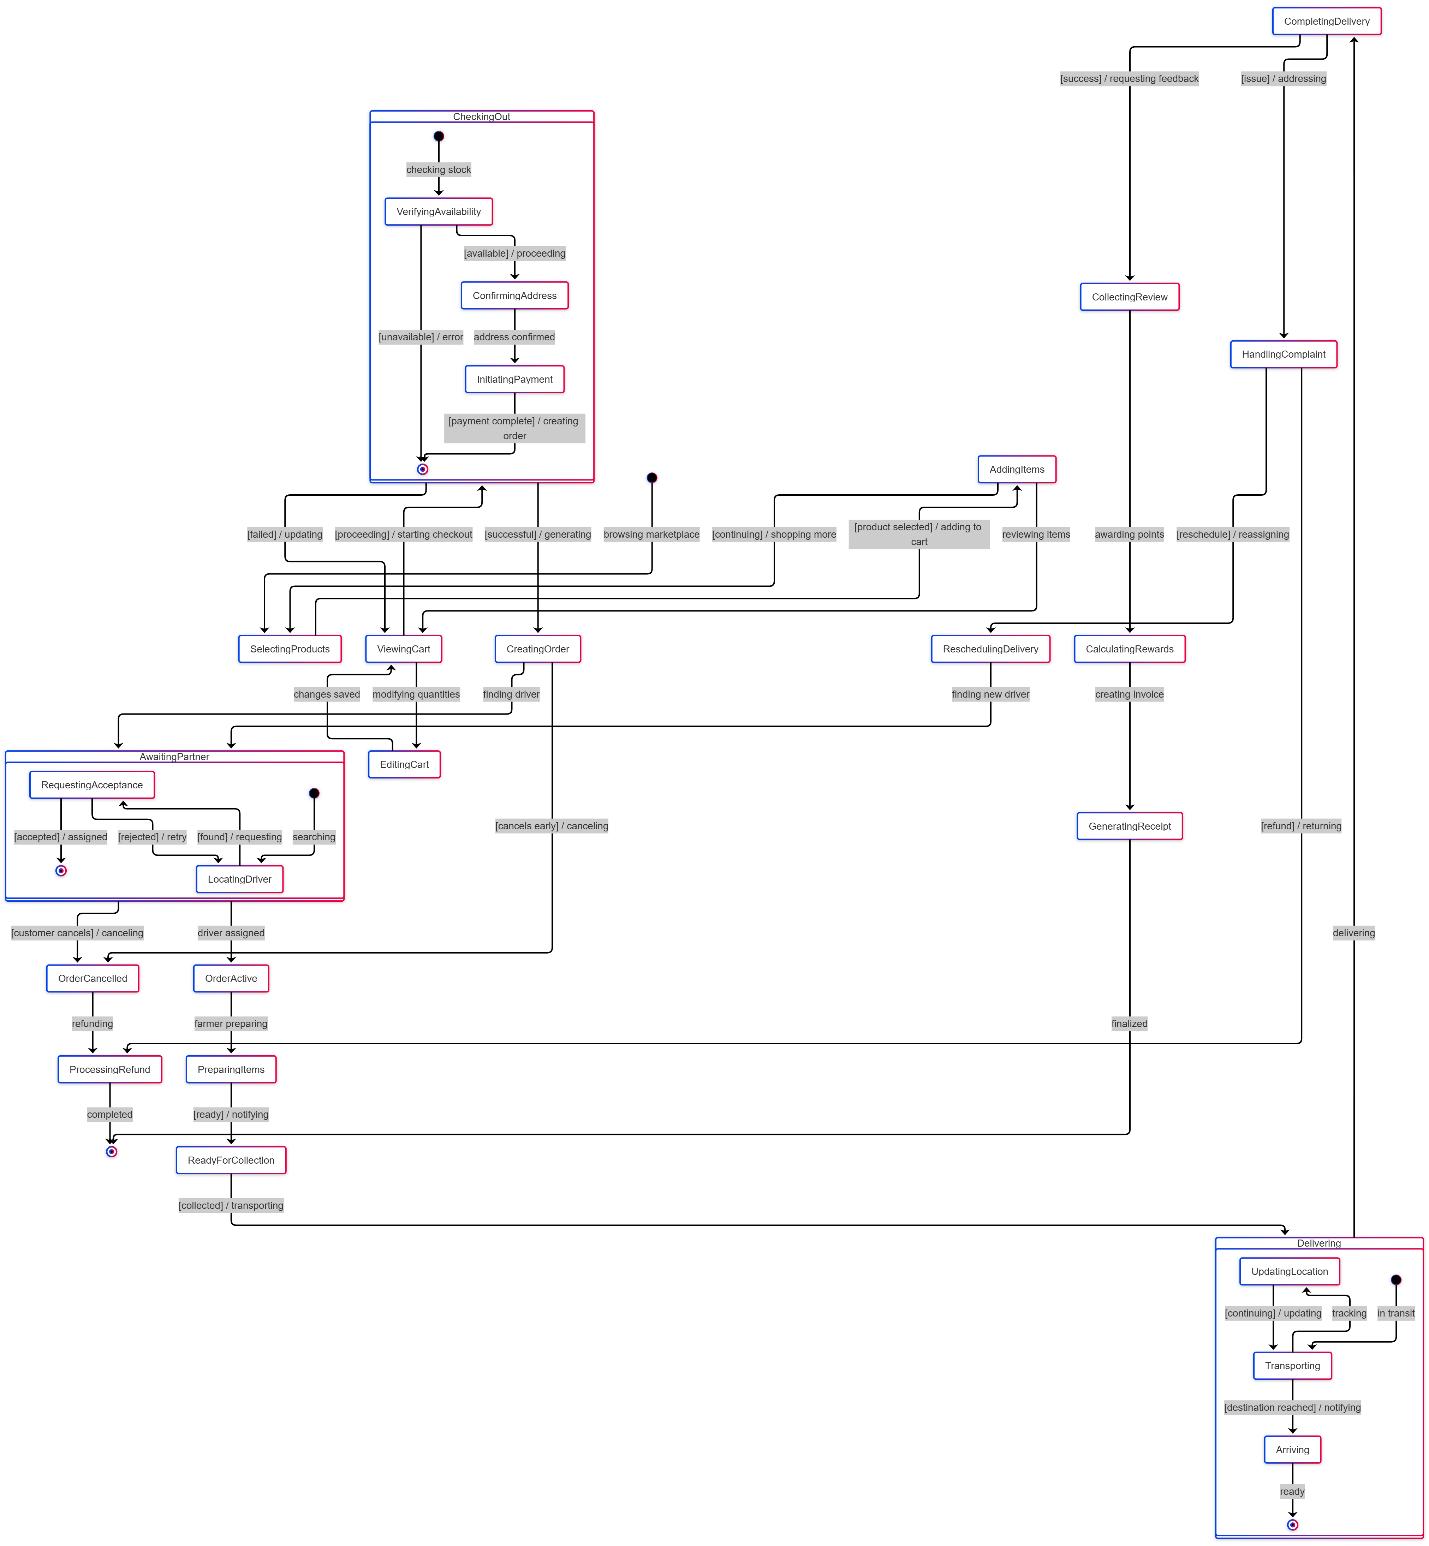 CompletingDelivery
[success] / requesting feedback
[issue] / addressing
CheckingOut
checking stock
VerifyingAvailability
[available] / proceeding
ConfirmingAddress
CollectingReview
[unavailable] / error
address confirmed
HandlingComplaint
InitiatingPayment
[payment complete] / creating
order
AddingItems
[failed] / updating
[proceeding] / starting checkout
[successful] / generating
browsing marketplace
[continuing] / shopping more
[product selected] / adding to
cart
reviewing items
awarding points
[reschedule] / reassigning
SelectingProducts
ViewingCart
CreatingOrder
ReschedulingDelivery
CalculatingRewards
changes saved
modifying quantities
finding driver
finding new driver
creating invoice
AwaitingPartner
EditingCart
RequestingAcceptance
[accepted] / assigned
[rejected] / retry
[found] / requesting
searching
[cancels early] / canceling
GeneratingReceipt
[refund] / returning
LocatingDriver
[customer cancels] / canceling
driver assigned
delivering
OrderCancelled
OrderActive
refunding
farmer preparing
finalized
ProcessingRefund
PreparingItems
completed
[ready] / notifying
ReadyForCollection
[collected] / transporting
Delivering
UpdatingLocation
[continuing] / updating
tracking
in transit
Transporting
[destination reached] / notifying
Arriving
ready